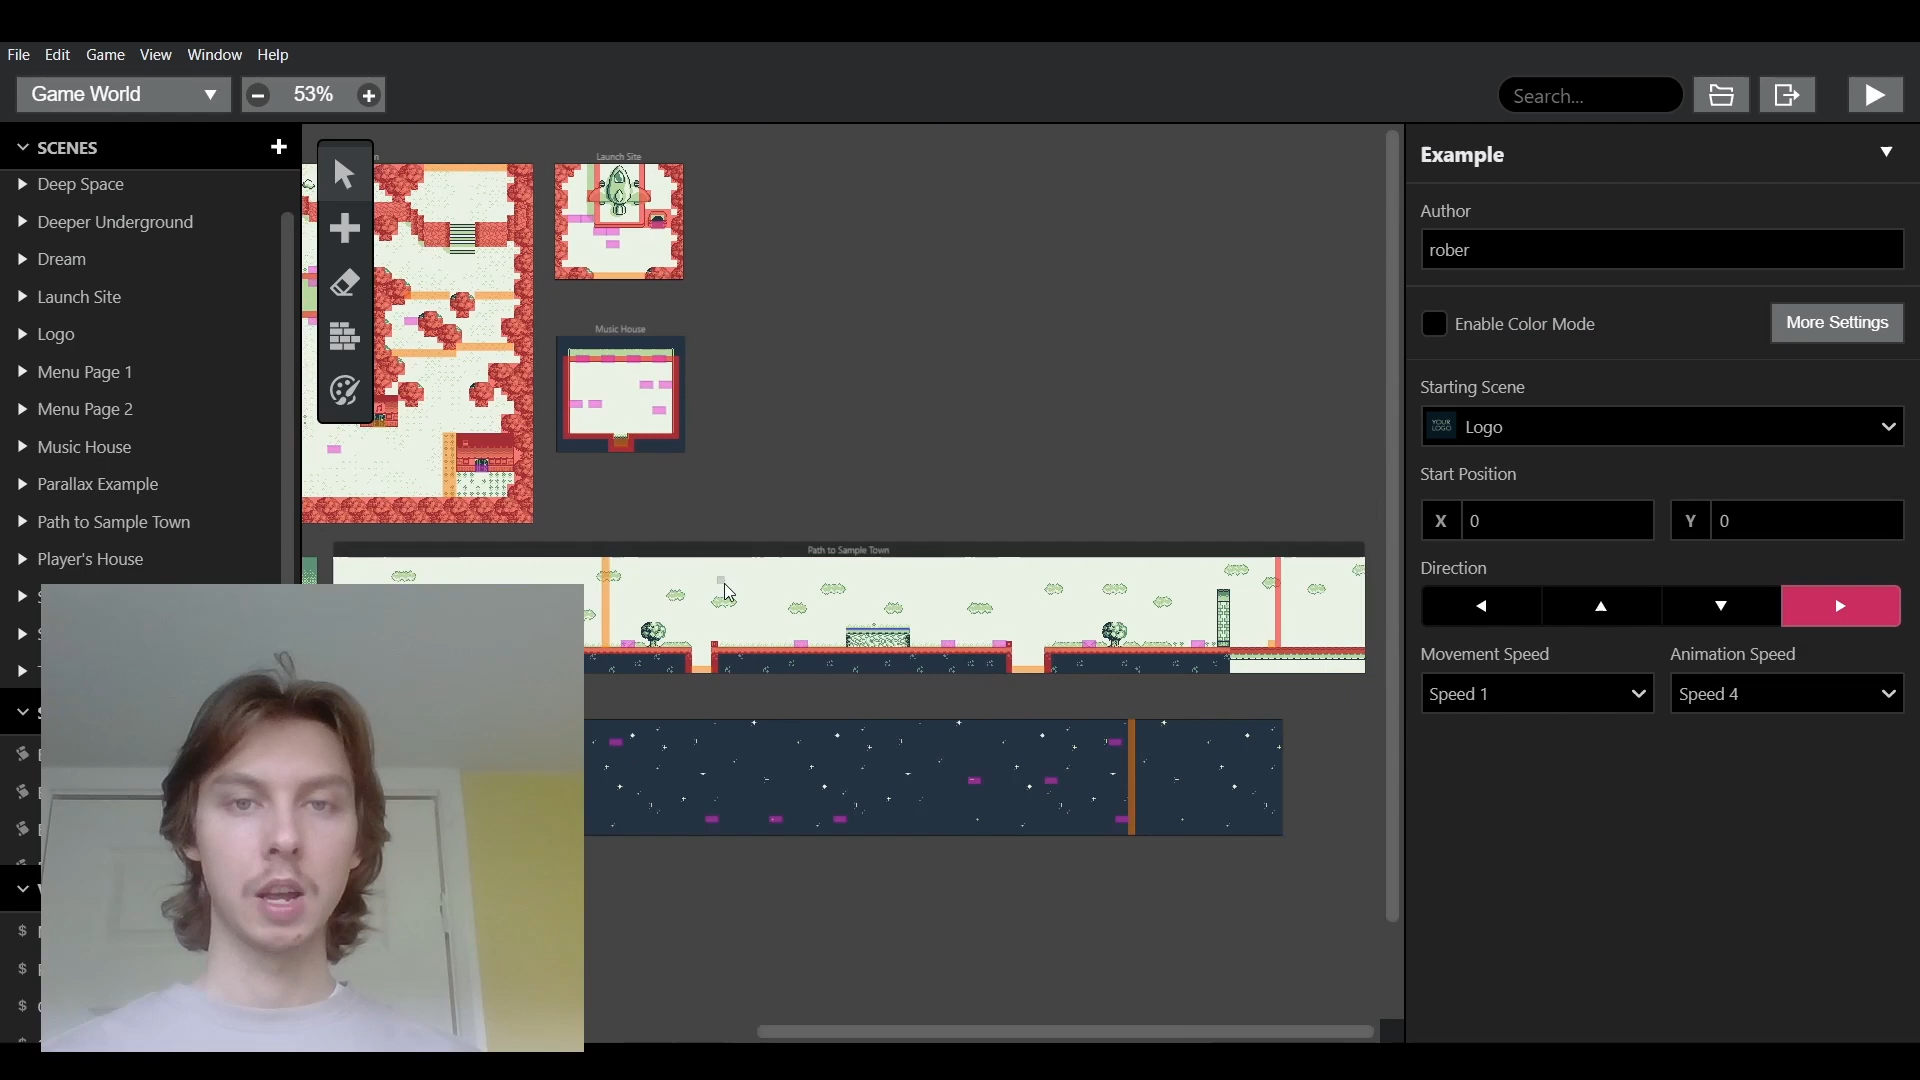 File Edit Game View Window Help
Game World
53%
Search...
SCENES
Deep Space
Deeper Underground
Dream
Launch Site
Logo
Menu Page 1
Menu Page 2
Music House
Parallax Example
Path to Sample Town
Player's House
Launch Site
Music House
Path to Sample Town
Example
Author
rober
Enable Color Mode
More Settings
Starting Scene
YOUR LOGO
Logo
Start Position
X 0
Y 0
Direction
Movement Speed
Animation Speed
Speed 1
Speed 4